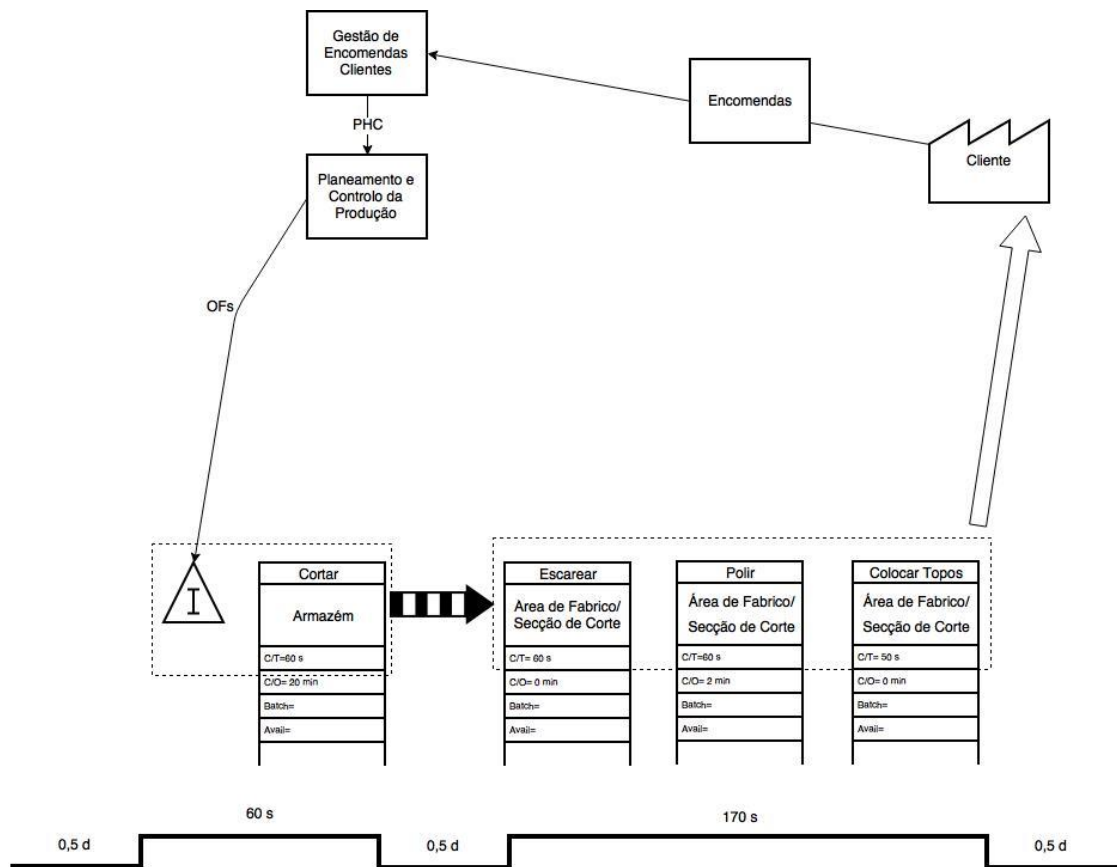 Gestão de
Encomendas
Clientes
Encomendas
PHC
Cliente
Planeamento e
Controlo da
Produção
OFs
I
Cortar
Armazém
C/T=60 s
C/O= 20 min
Batch=
Avail=
Escarear
Área de Fabrico/
Secção de Corte
C/T= 60 s
C/O= 0 min
Batch=
Avail=
Polir
Área de Fabrico/
Secção de Corte
C/T=60 s
C/O= 2 min
Batch=
Avail=
Colocar Topos
Área de Fabrico/
Secção de Corte
C/T= 50 s
C/O= 0 min
Batch=
Avail=
0,5 d
60 s
0,5 d
170 s
0,5 d